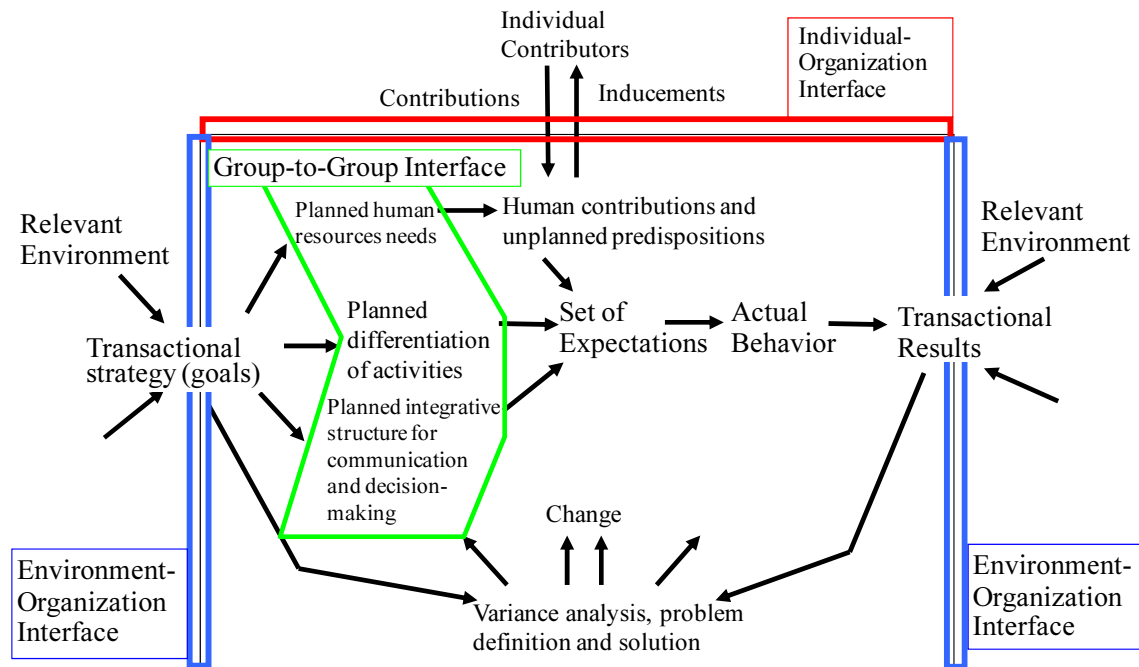 Individual
Contributors
Individual-
Organization
Interface
Contributions
Inducements
Group-to-Group Interface
Relevant
Environment
Planned human
resources needs
Human contributions and
unplanned predispositions
Relevant
Environment
Transactional
strategy (goals)
Planned
differentiation
of activities
Set of
Expectations
Actual
Behavior
Transactional
Results
Planned integrative
structure for
communication
and decision-
making
Change
Environment-
Organization
Interface
Variance analysis, problem
definition and solution
Environment-
Organization
Interface